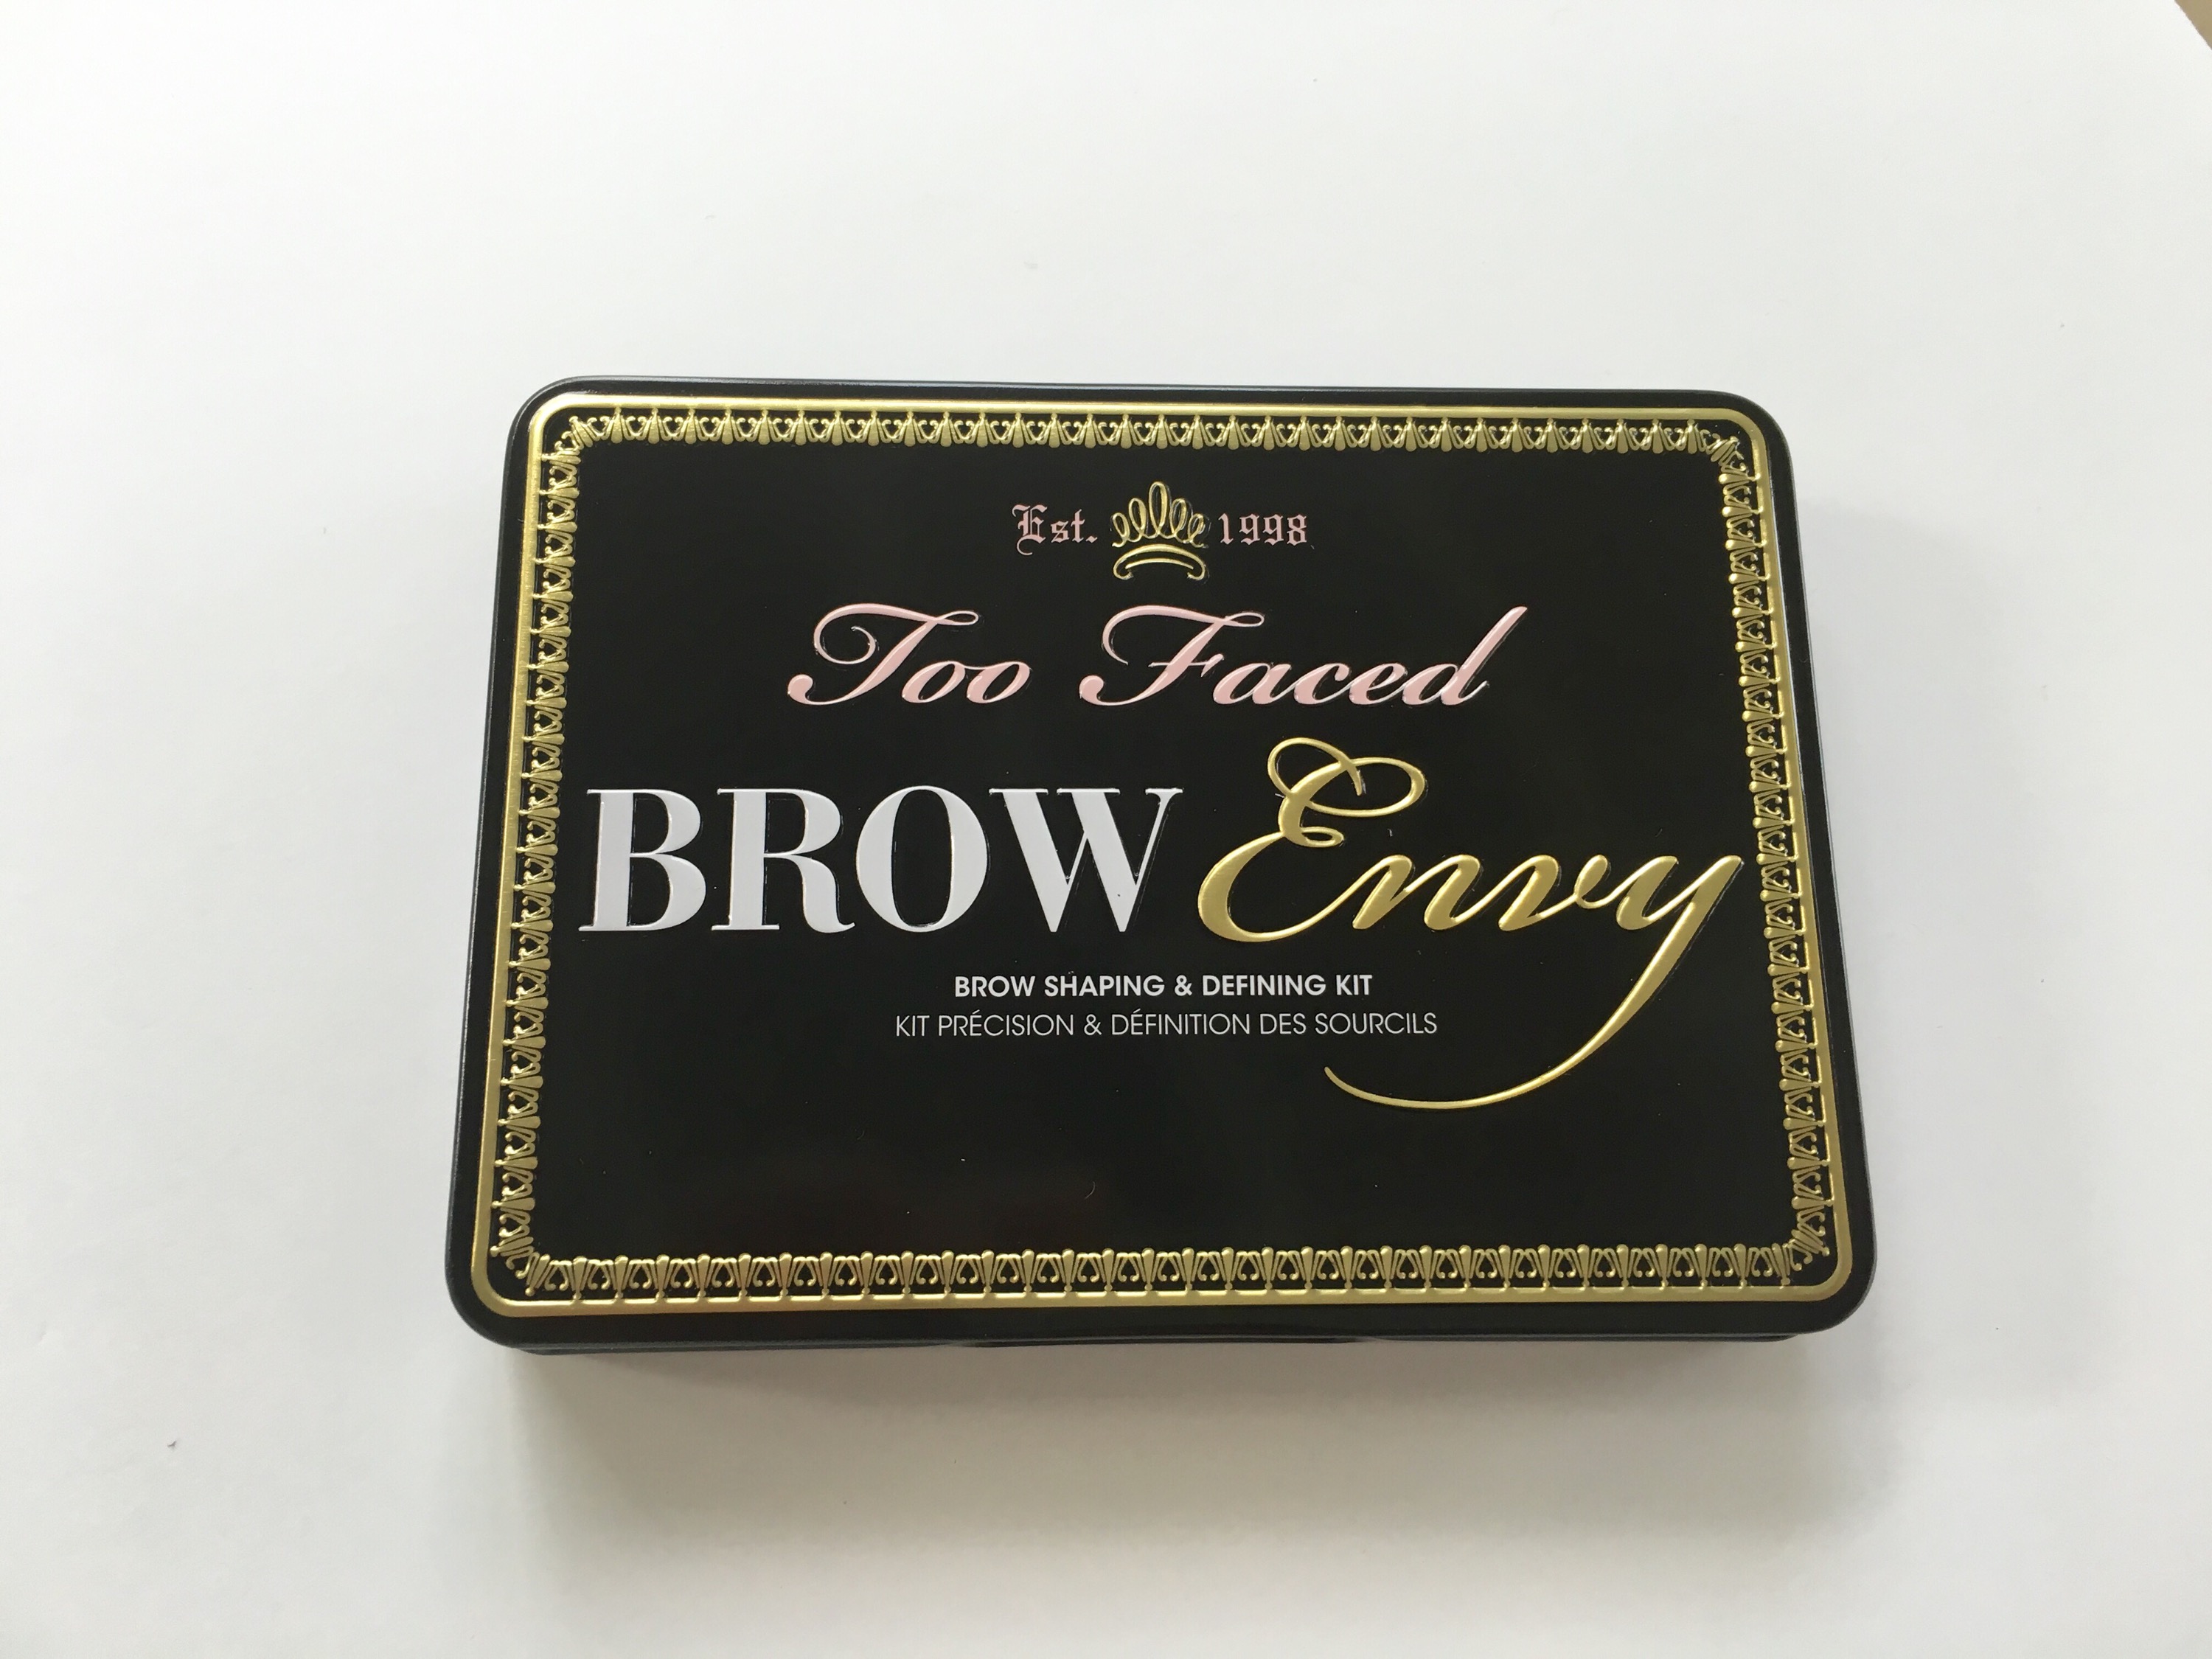 Est. 1998
Too Faced
BROW Envy
BROW SHAPING & DEFINING KIT
KIT PRÉCISION & DÉFINITION DES SOURCILS